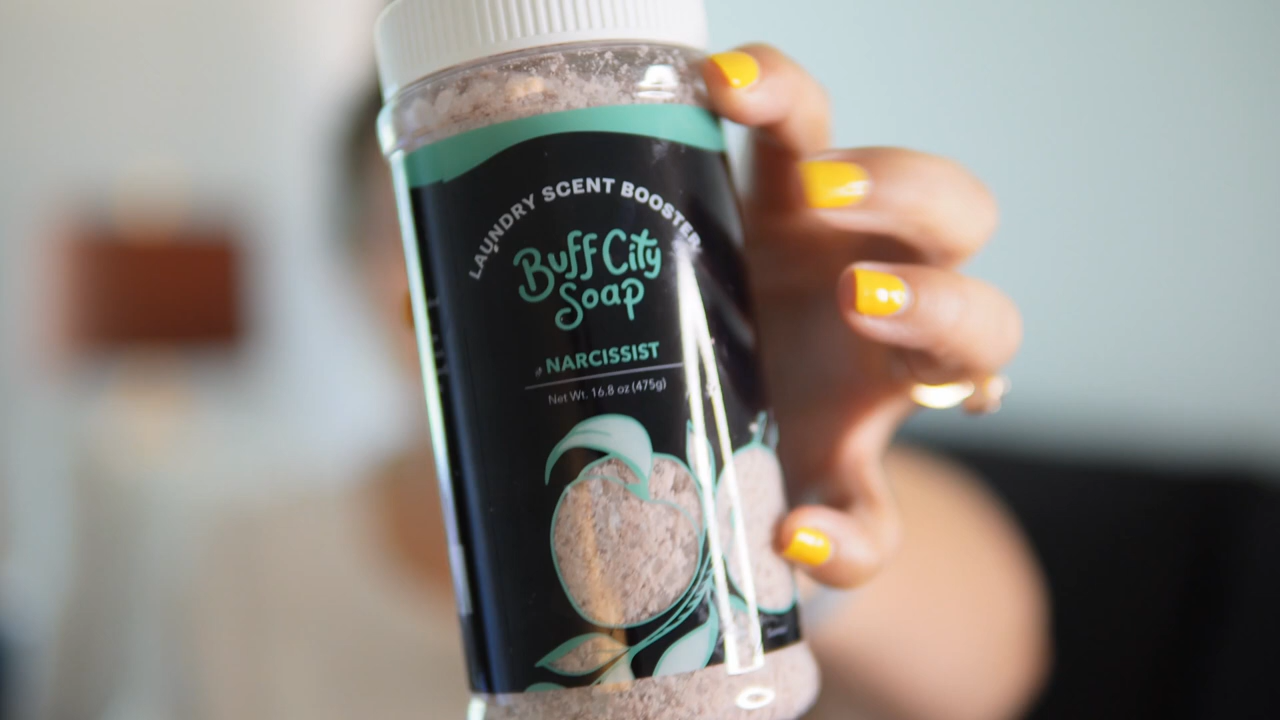 LAUNDRY SCENT BOOSTER
Buff City
Soap
NARCISSIST
Net Wt. 16.8 oz (475g)